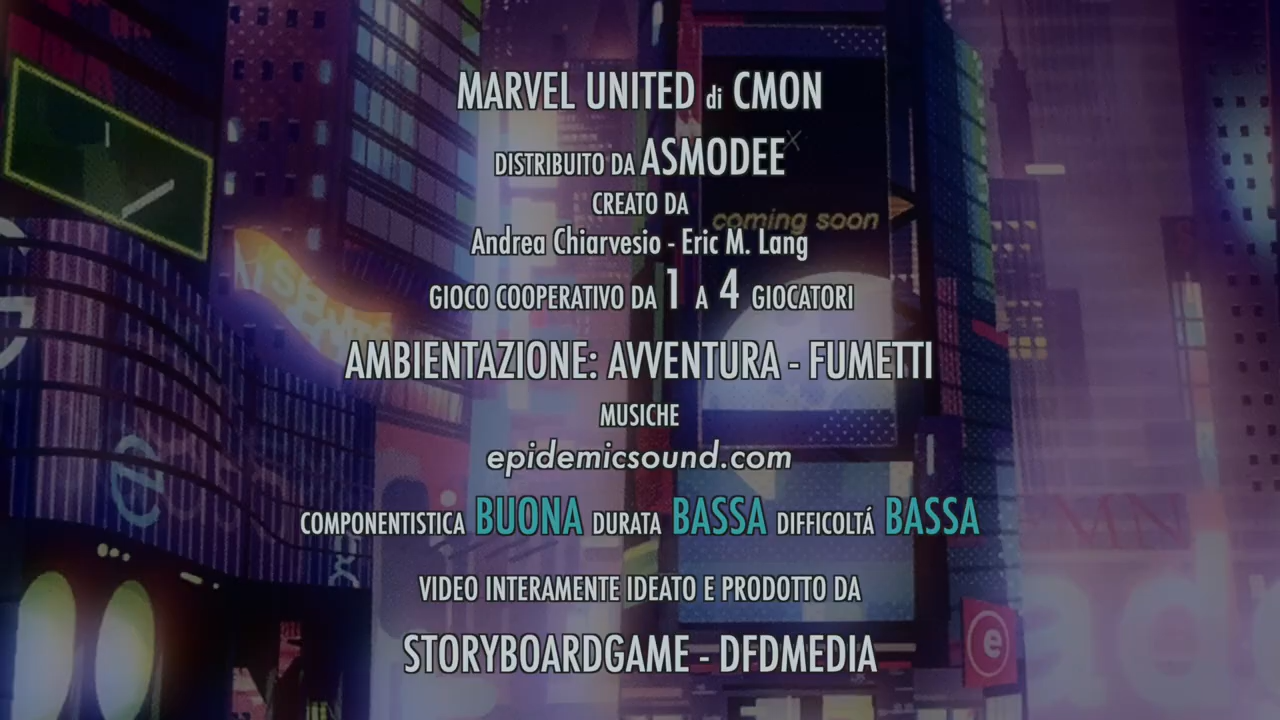 MARVEL UNITED di CMON
DISTRIBUITO DA ASMODEE
CREATO DA
coming soon
Andrea Chiarvesio - Eric M. Lang
GIOCO COOPERATIVO DA 1 A 4 GIOCATORI
AMBIENTAZIONE: AVVENTURA - FUMETTI
MUSICHE
epidemicsound.com
COMPONENTISTICA BUONA DURATA BASSA DIFFICOLTÁ BASSA
VIDEO INTERAMENTE IDEATO E PRODOTTO DA
e
STORYBOARDGAME - DFDMEDIA